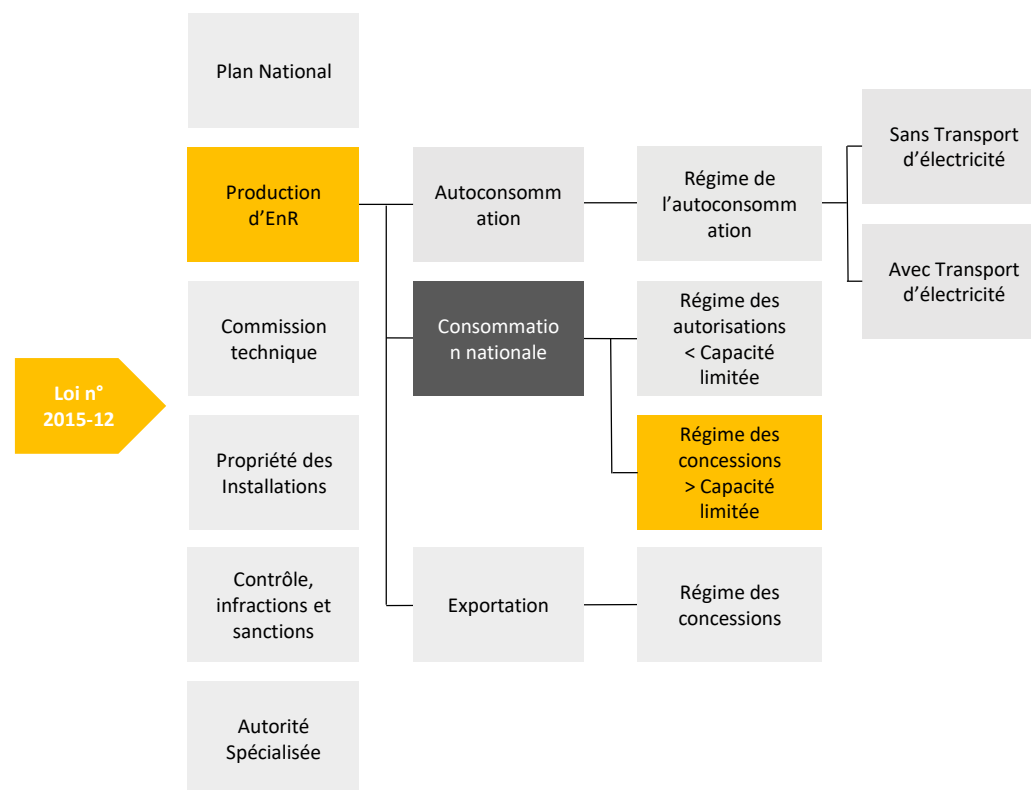 Plan National
Production
d’EnR
Commission
technique
Loi n°
2015-12
Propriété des
Installations
Contrôle,
infractions et
sanctions
Autorité
Spécialisée
Autoconsomm
ation
Consommatio
n nationale
Exportation
Régime de
l’autoconsomm
ation
Régime des
autorisations
< Capacité
limitée
Régime des
concessions
> Capacité
limitée
Régime des
concessions
Sans Transport
d’électricité
Avec Transport
d’électricité